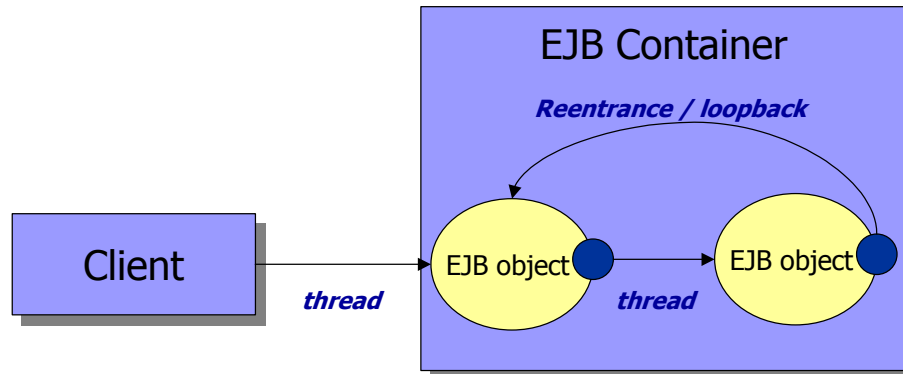 EJB Container
Reentrance / loopback
Client
EJB object
EJB object
thread
thread